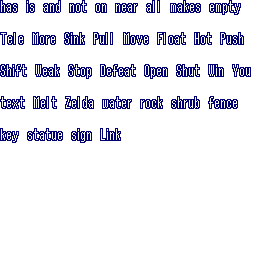 has is and not on near all makes empty
Tele More Sink Pull Move Float Hot Push
Shift Weak Stop Defeat Open Shut Win You
text Melt Zelda water rock shrub fence
key statue sign Link